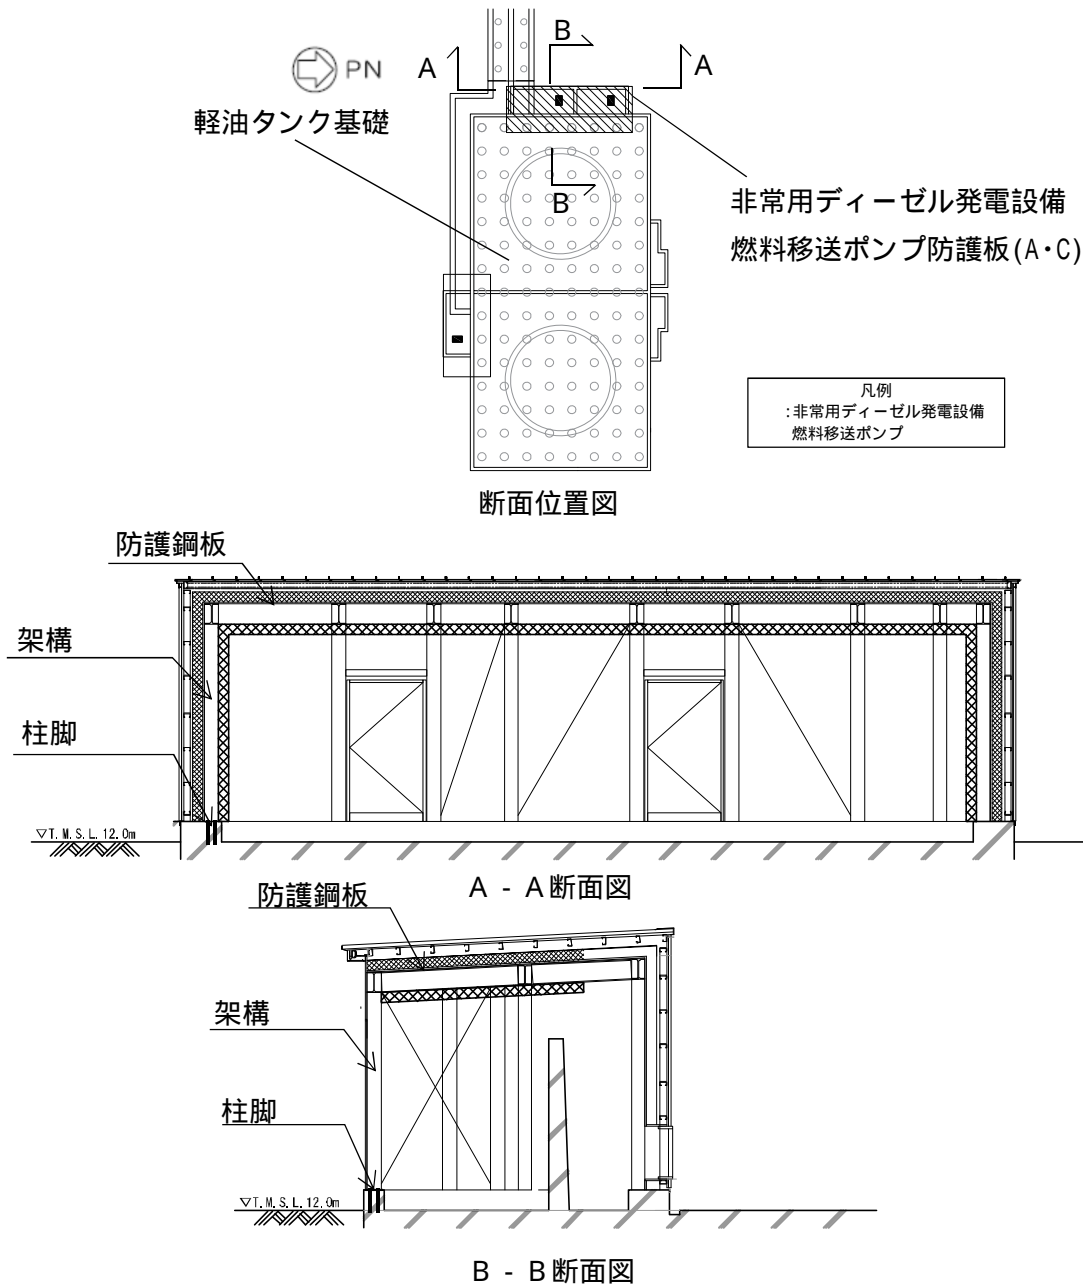 B
A
A
PN
軽油タンク基礎
B
非常用ディーゼル発電設備
燃料移送ポンプ防護板(A・C)
凡例
:非常用ディーゼル発電設備
燃料移送ポンプ
断面位置図
防護鋼板
架構
柱脚
▽T.M.S.L.12.0m
A - A断面図
防護鋼板
架構
柱脚
▽T.M.S.L.12.0m
B - B断面図